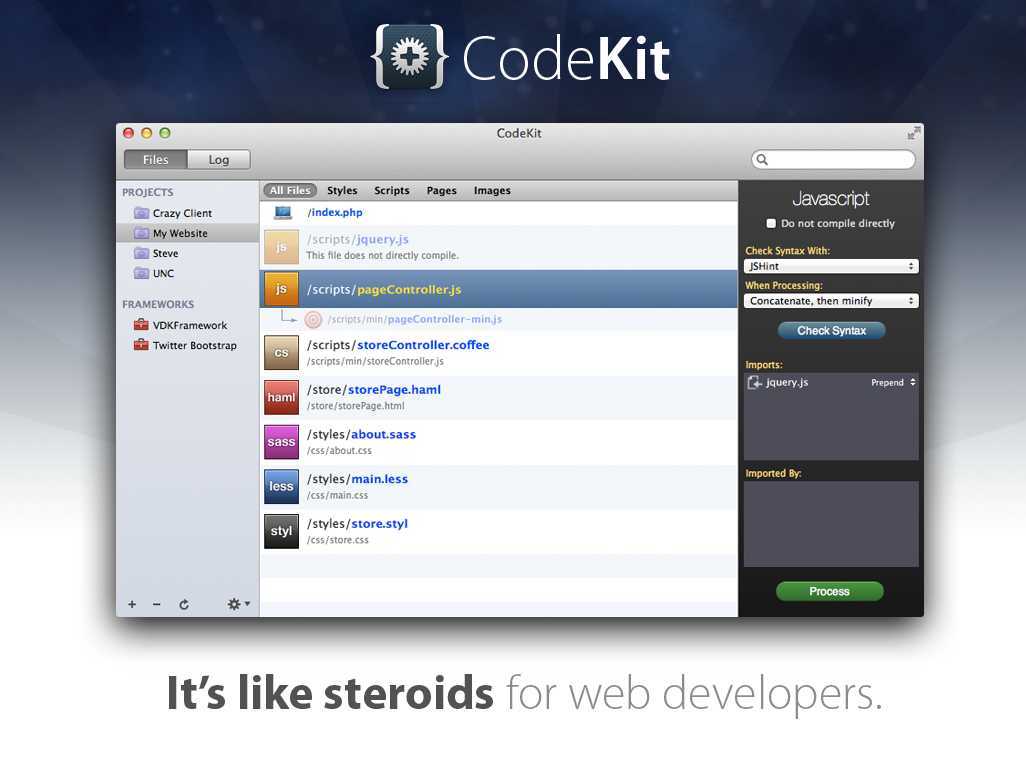 CodeKit
CodeKit
Files
Log
PROJECTS
Crazy Client
My Website
Steve
UNC
FRAMEWORKS
VDKFramework
Twitter Bootstrap
All Files Styles Scripts Pages Images
/index.php
js
/scripts/jquery.js
This file does not directly compile.
js
/scripts/pageController.js
/scripts/min/pageController-min.js
cs
/scripts/storeController.coffee
/scripts/min/storeController.js
haml
/store/storePage.haml
/store/storePage.html
sass
/styles/about.sass
/css/about.css
less
/styles/main.less
/css/main.css
styl
/styles/store.styl
/css/store.css
Javascript
Do not compile directly
Check Syntax With:
JSHint
When Processing:
Concatenate, then minify
Check Syntax
Imports:
jquery.js Prepend
Imported By:
Process
It's like steroids for web developers.